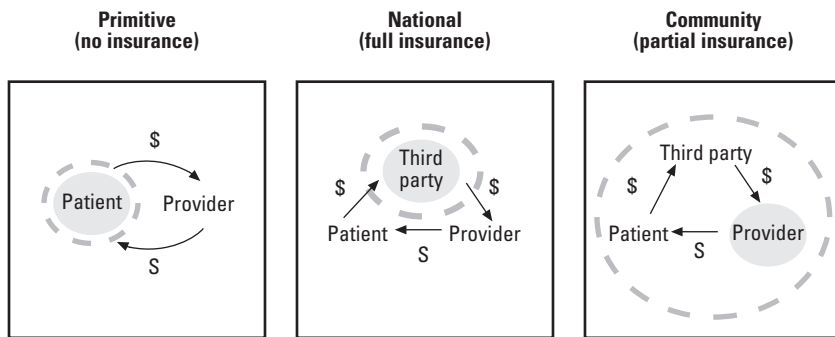 Primitive
(no insurance)
National
(full insurance)
Community
(partial insurance)
$
Patient
Provider
S
Third
party
$
$
Patient
Provider
S
Third party
$
$
Patient
Provider
S